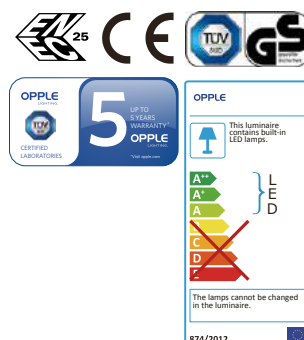 ENEC 25
CE
TÜV
SÜD
GS
OPPLE
LIGHTING
TÜV
CERTIFIED
LABORATORIES
5
UP TO
5 YEARS
WARRANTY*
OPPLE
LIGHTING
*Visit opple.com
OPPLE
This luminaire
contains built-in
LED lamps.
A++
A+
A
C
D
L
E
D
The lamps cannot be changed
in the luminaire.
874/2012